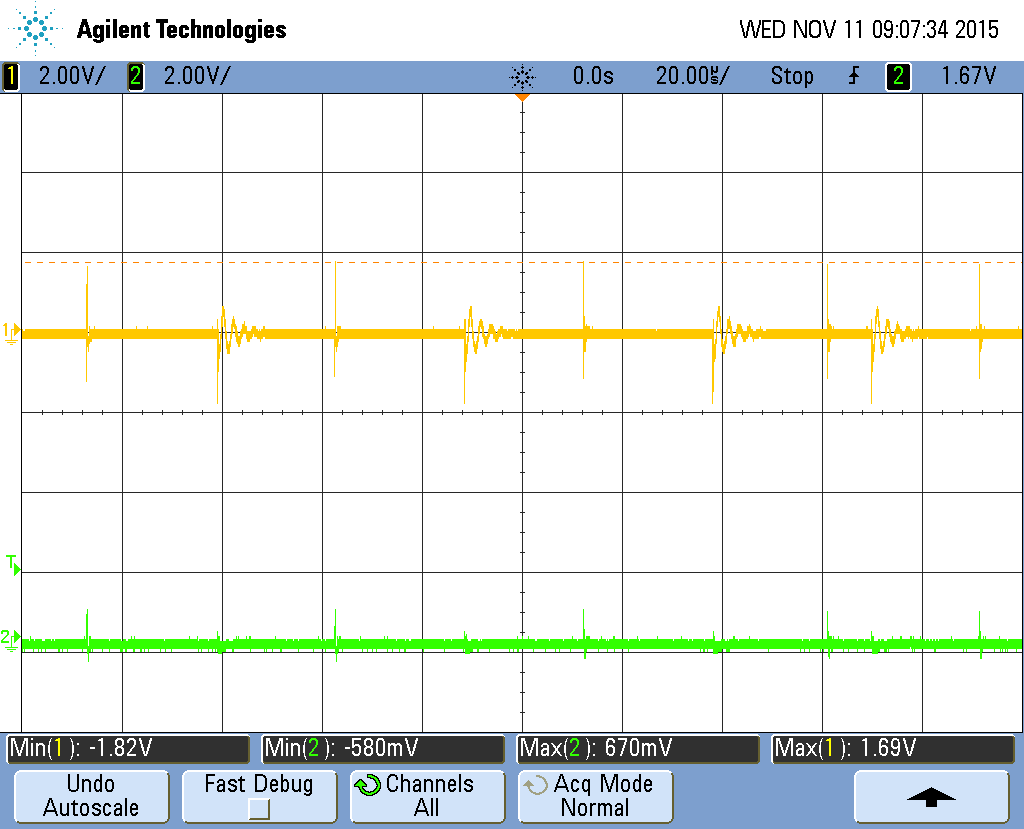 Agilent Technologies
WED NOV 11 09:07:34 2015
1 2.00V/ 2 2.00V/ 0.0s 20.00µs/ Stop 2 1.67V
1
T
2
Min(1): -1.82V Min(2): -580mV Max(2): 670mV Max(1): 1.69V
Undo Autoscale
Fast Debug
Channels All
Acq Mode Normal